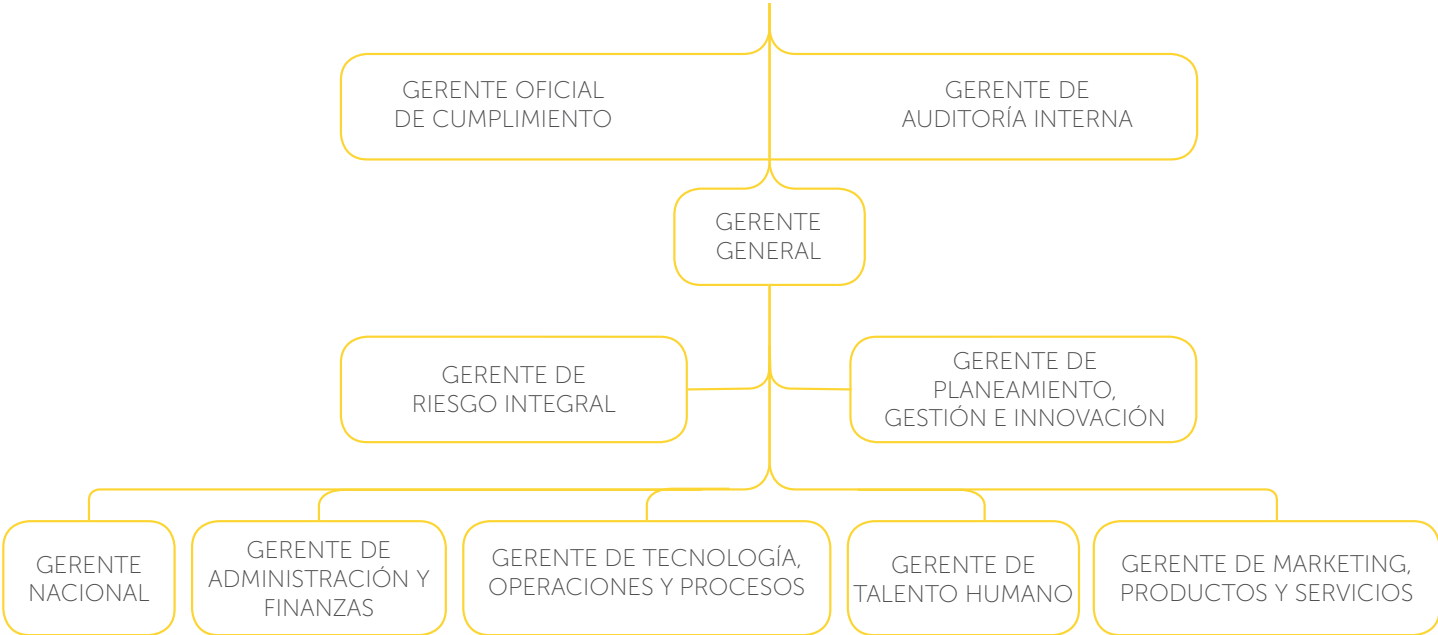 GERENTE OFICIAL
DE CUMPLIMIENTO
GERENTE DE
AUDITORÍA INTERNA
GERENTE
GENERAL
GERENTE DE
RIESGO INTEGRAL
GERENTE DE
PLANEAMIENTO,
GESTIÓN E INNOVACIÓN
GERENTE
NACIONAL
GERENTE DE
ADMINISTRACIÓN Y
FINANZAS
GERENTE DE TECNOLOGÍA,
OPERACIONES Y PROCESOS
GERENTE DE
TALENTO HUMANO
GERENTE DE MARKETING,
PRODUCTOS Y SERVICIOS